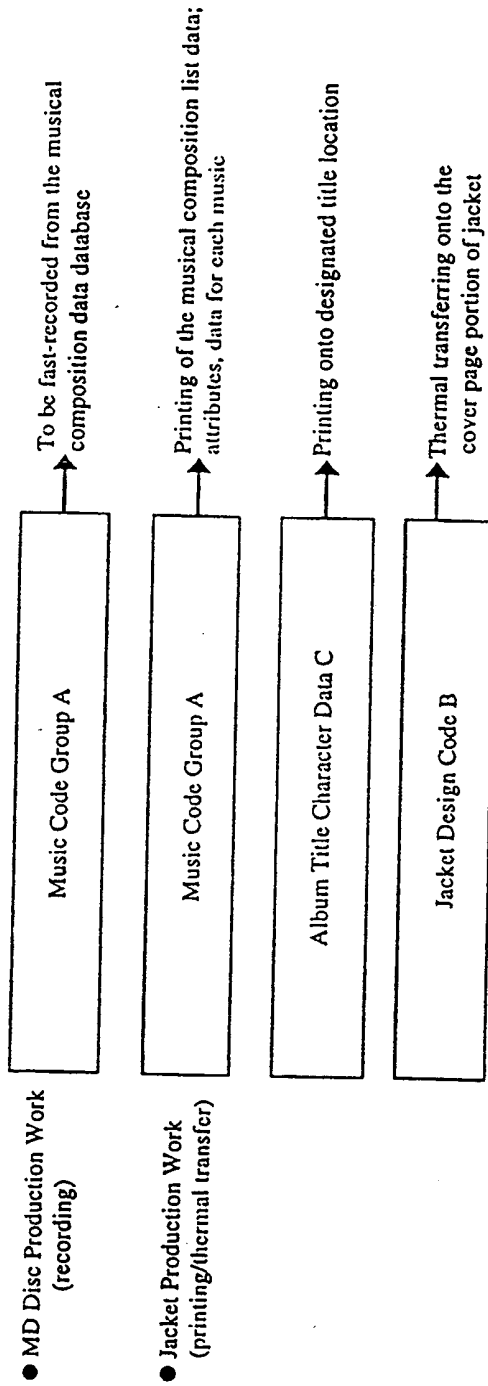 ● MD Disc Production Work
(recording)
Music Code Group A
To be fast-recorded from the musical
composition data database
● Jacket Production Work
(printing/thermal transfer)
Music Code Group A
Printing of the musical composition list data;
attributes, data for each music
Album Title Character Data C
Printing onto designated title location
Jacket Design Code B
Thermal transferring onto the
cover page portion of jacket